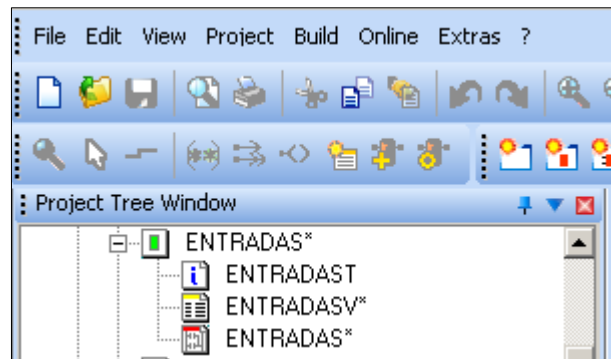 File Edit View Project Build Online Extras ?
Project Tree Window
ENTRADAS*
ENTRADAST
ENTRADASV*
ENTRADAS*